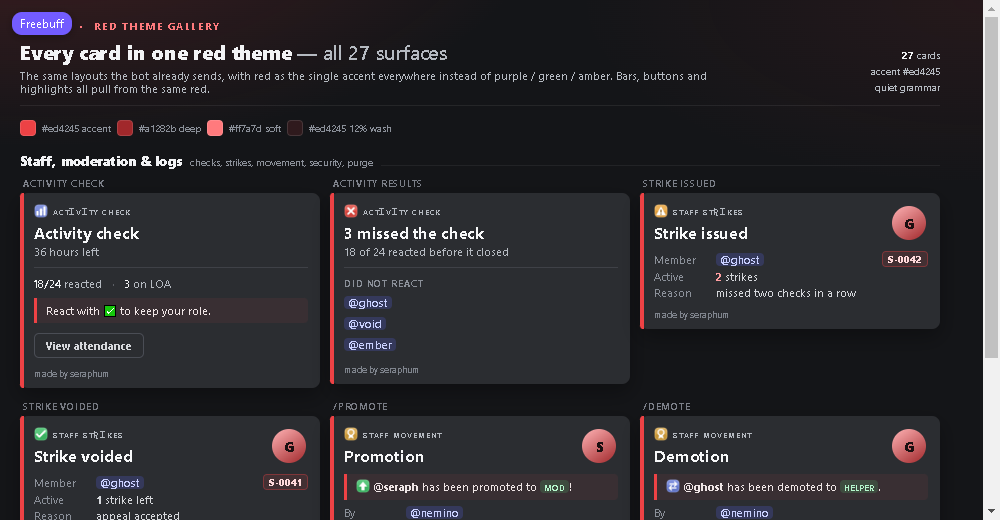 Freebuff · RED THEME GALLERY
Every card in one red theme — all 27 surfaces
The same layouts the bot already sends, with red as the single accent everywhere instead of purple / green / amber. Bars, buttons and
highlights all pull from the same red.
27 cards
accent #ed4245
quiet grammar
#ed4245 accent #a1282b deep #ff7a7d soft #ed4245 12% wash
Staff, moderation & logs checks, strikes, movement, security, purge
ACTIVITY CHECK
ACTIVITY CHECK
Activity check
36 hours left
18/24 reacted · 3 on LOA
React with ✅ to keep your role.
View attendance
made by seraphum
ACTIVITY RESULTS
ACTIVITY CHECK
3 missed the check
18 of 24 reacted before it closed
DID NOT REACT
@ghost
@void
@ember
made by seraphum
STRIKE ISSUED
STAFF STRIKES
G
Strike issued
Member @ghost S-0042
Active 2 strikes
Reason missed two checks in a row
made by seraphum
STRIKE VOIDED
STAFF STRIKES
G
Strike voided
Member @ghost S-0041
Active 1 strike left
Reason appeal accepted
/PROMOTE
STAFF MOVEMENT
S
Promotion
@seraph has been promoted to MOD !
By @nemino
/DEMOTE
STAFF MOVEMENT
G
Demotion
@ghost has been demoted to HELPER .
By @nemino